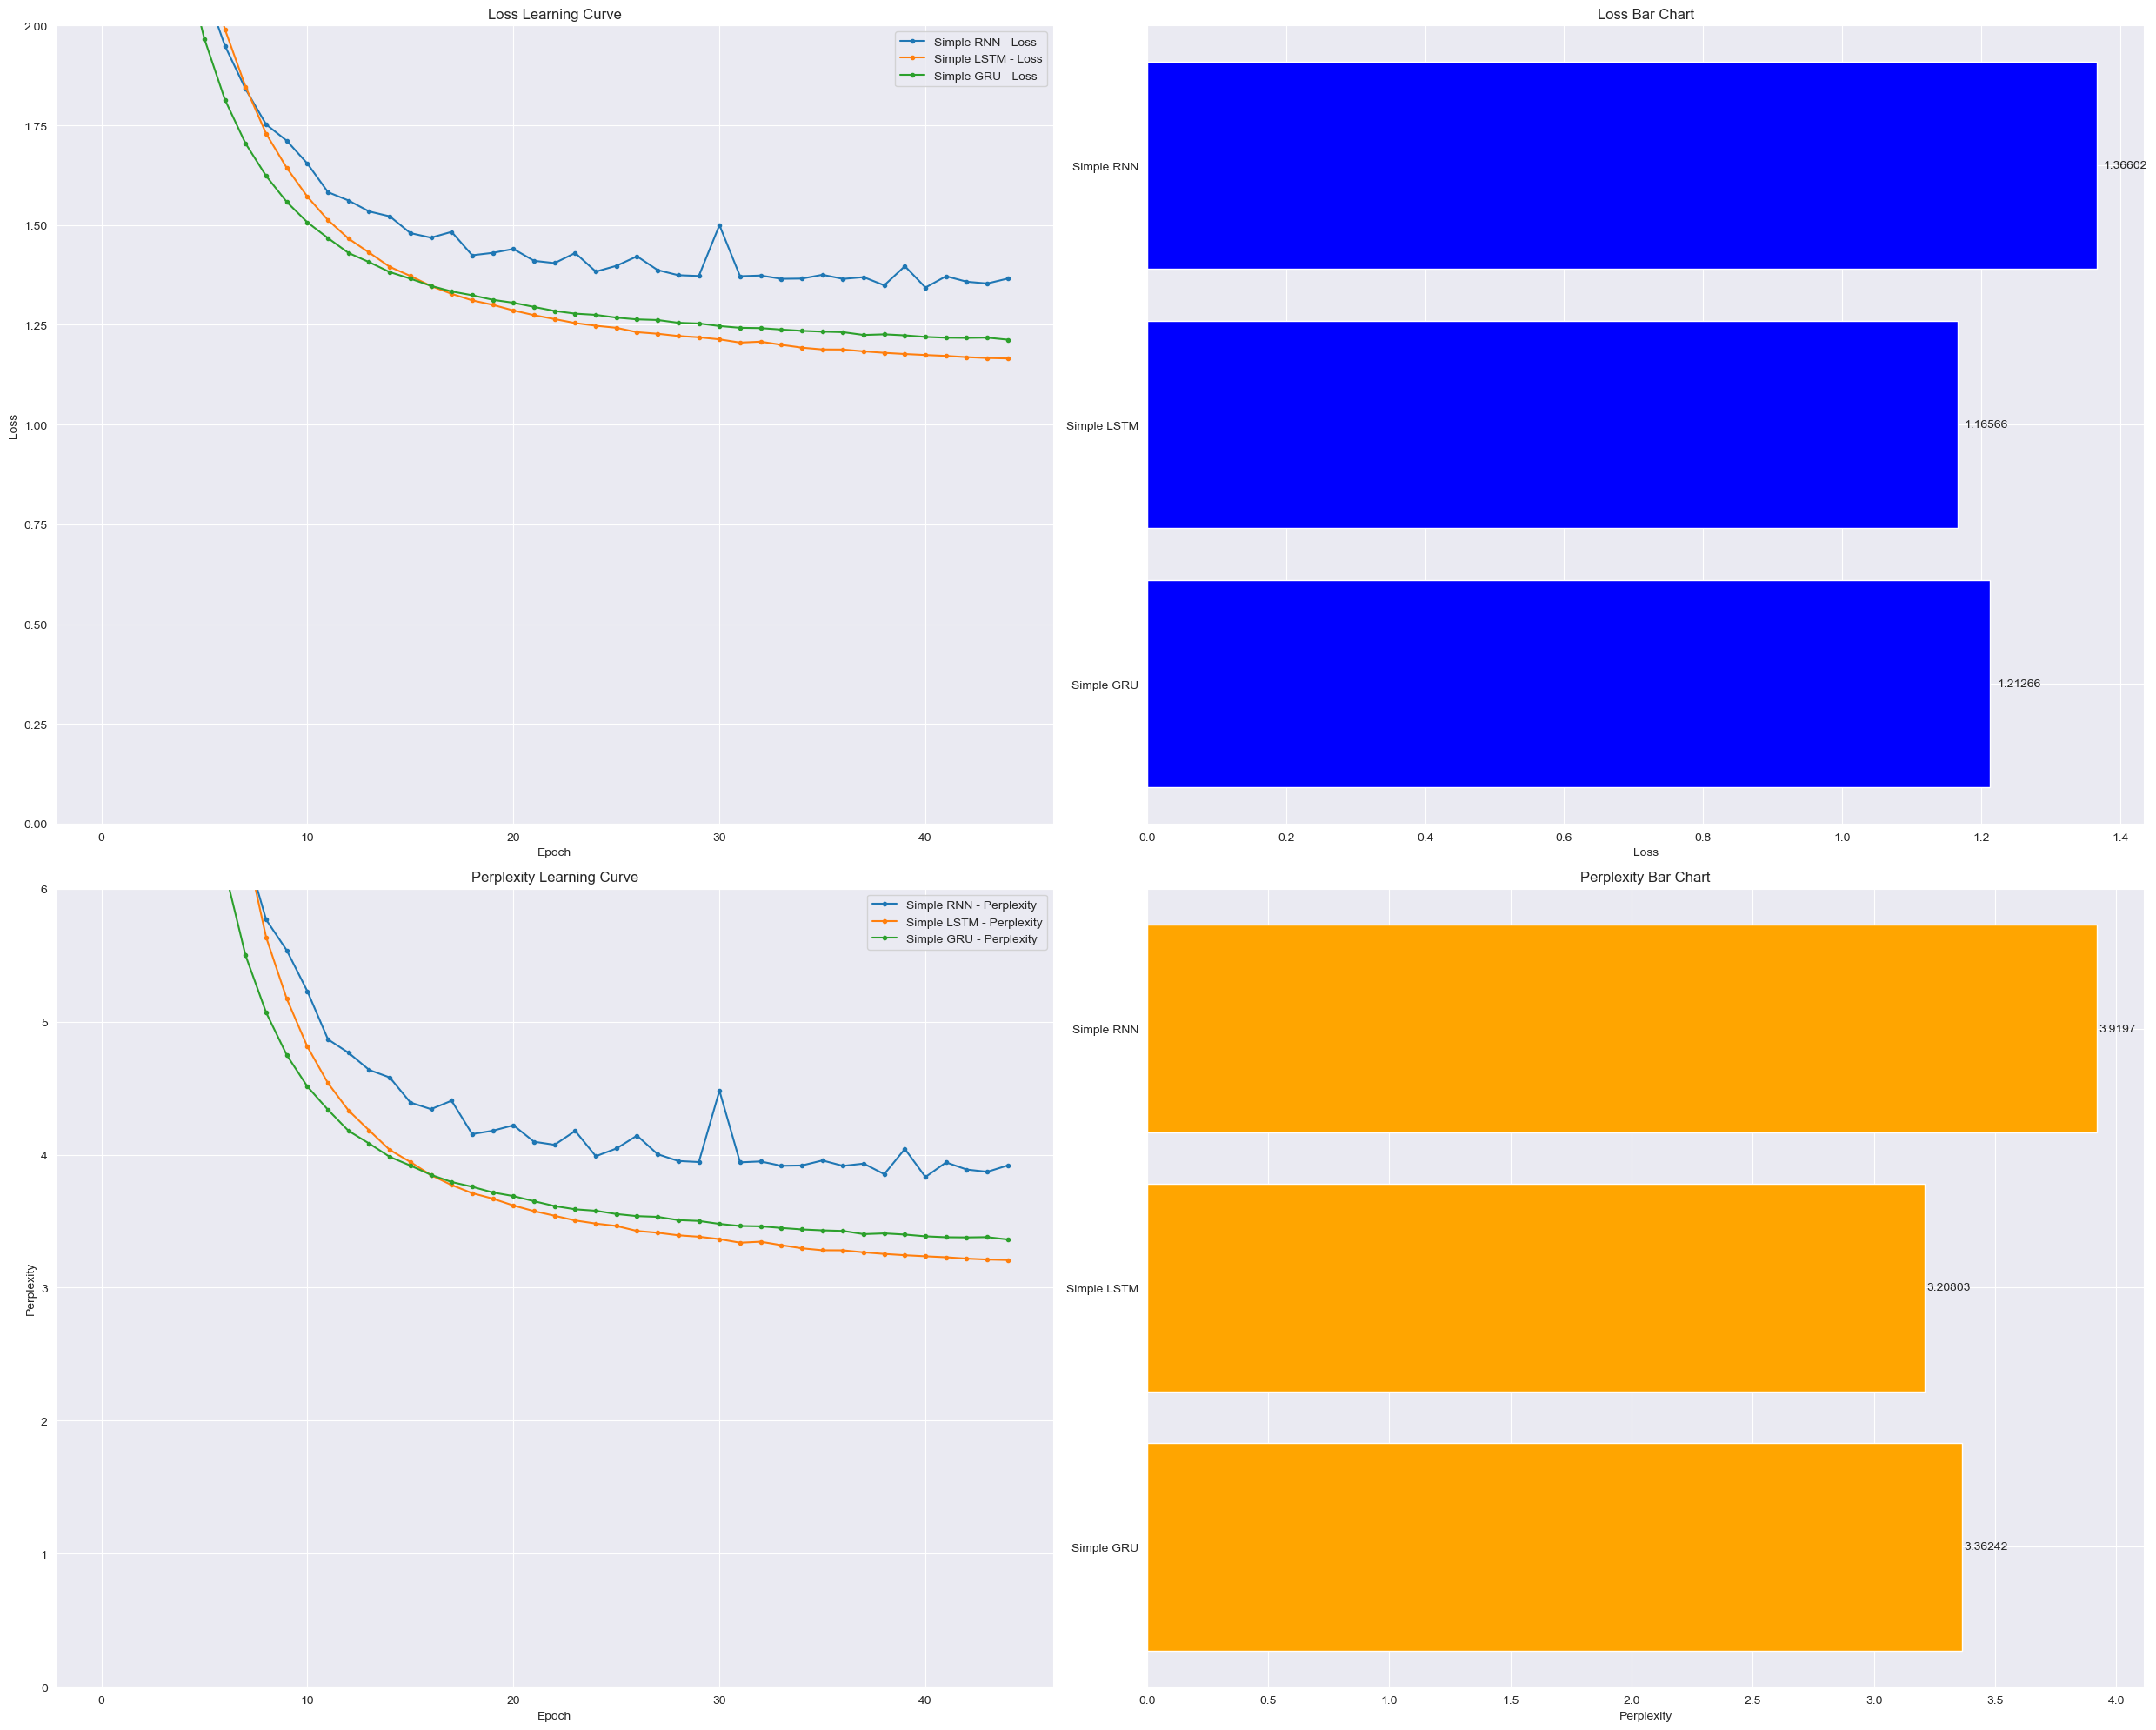 Loss Learning Curve
2.00
1.75
1.50
1.25
1.00
0.75
0.50
0.25
0.00
Loss
0 10 20 30 40
Epoch
Simple RNN - Loss
Simple LSTM - Loss
Simple GRU - Loss
Loss Bar Chart
Simple RNN 1.36602
Simple LSTM 1.16566
Simple GRU 1.21266
0.0 0.2 0.4 0.6 0.8 1.0 1.2 1.4
Loss
Perplexity Learning Curve
6
5
4
3
2
1
0
Perplexity
0 10 20 30 40
Epoch
Simple RNN - Perplexity
Simple LSTM - Perplexity
Simple GRU - Perplexity
Perplexity Bar Chart
Simple RNN 3.9197
Simple LSTM 3.20803
Simple GRU 3.36242
0.0 0.5 1.0 1.5 2.0 2.5 3.0 3.5 4.0
Perplexity